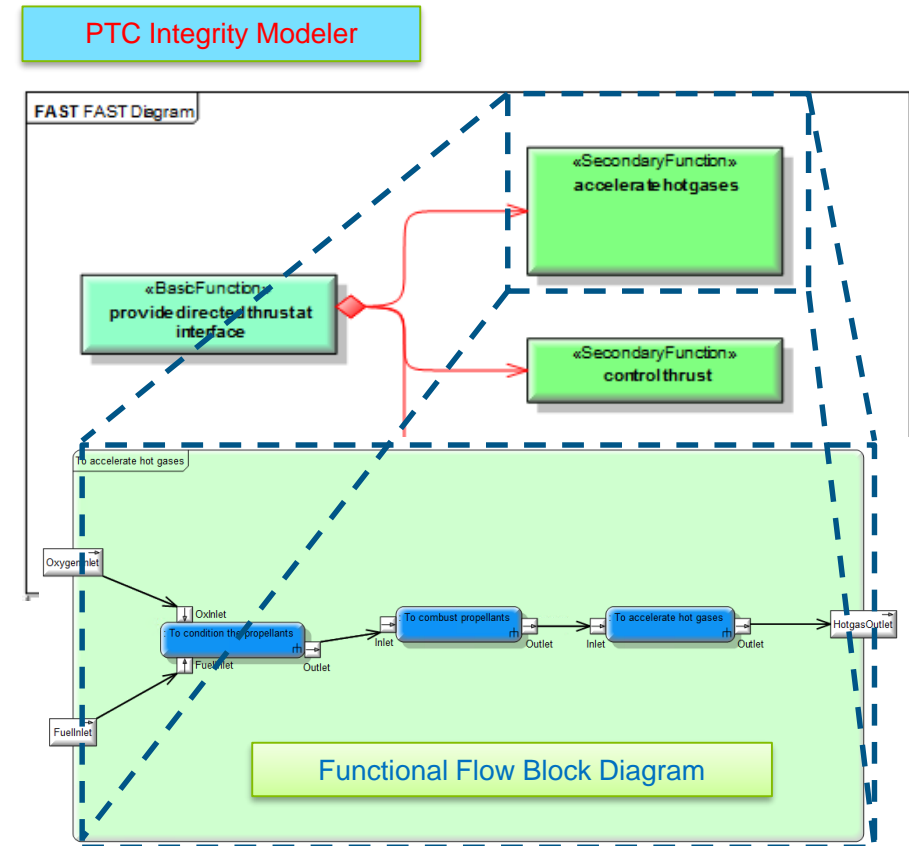 PTC Integrity Modeler
FAST FAST Diagram
«SecondaryFunction»
accelerate hot gases
«BasicFunction»
provide directed thrust at
interface
«SecondaryFunction»
control thrust
To accelerate hot gases
OxygenInlet
OxInlet
: To condition the propellants
FuelInlet
Outlet
: To combust propellants
Inlet
Outlet
: To accelerate hot gases
Inlet
Outlet
HotgasOutlet
FuelInlet
Functional Flow Block Diagram